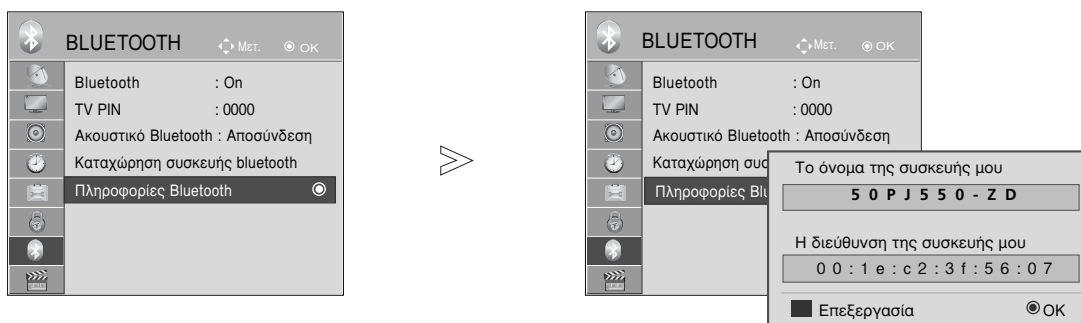 BLUETOOTH Μετ. OK
Bluetooth : On
TV PIN : 0000
Ακουστικό Bluetooth : Αποσύνδεση
Καταχώρηση συσκευής bluetooth
Πληροφορίες Bluetooth
BLUETOOTH Μετ. OK
Bluetooth : On
TV PIN : 0000
Ακουστικό Bluetooth : Αποσύνδεση
Καταχώρηση συσ
Πληροφορίες Blu
Το όνομα της συσκευής μου
50PJ550-ZD
Η διεύθυνση της συσκευής μου
00:1e:c2:3f:56:07
Επεξεργασία OK